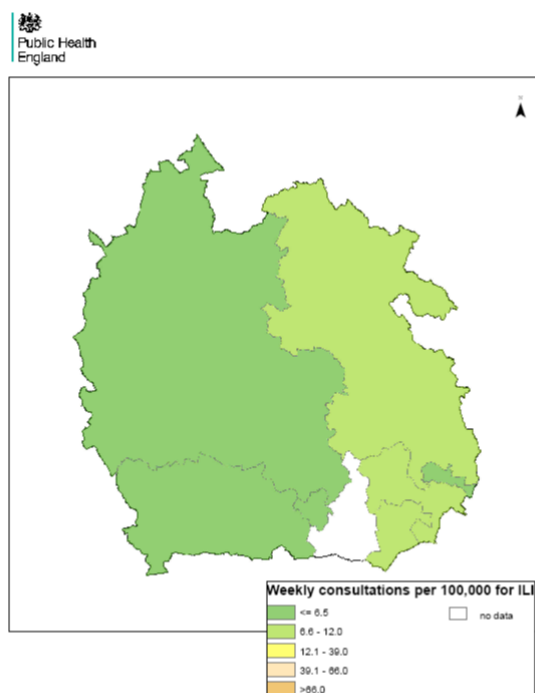 Public Health
England
Weekly consultations per 100,000 for ILI
<= 6.5
6.6 - 12.0
12.1 - 39.0
39.1 - 66.0
>66.0
no data